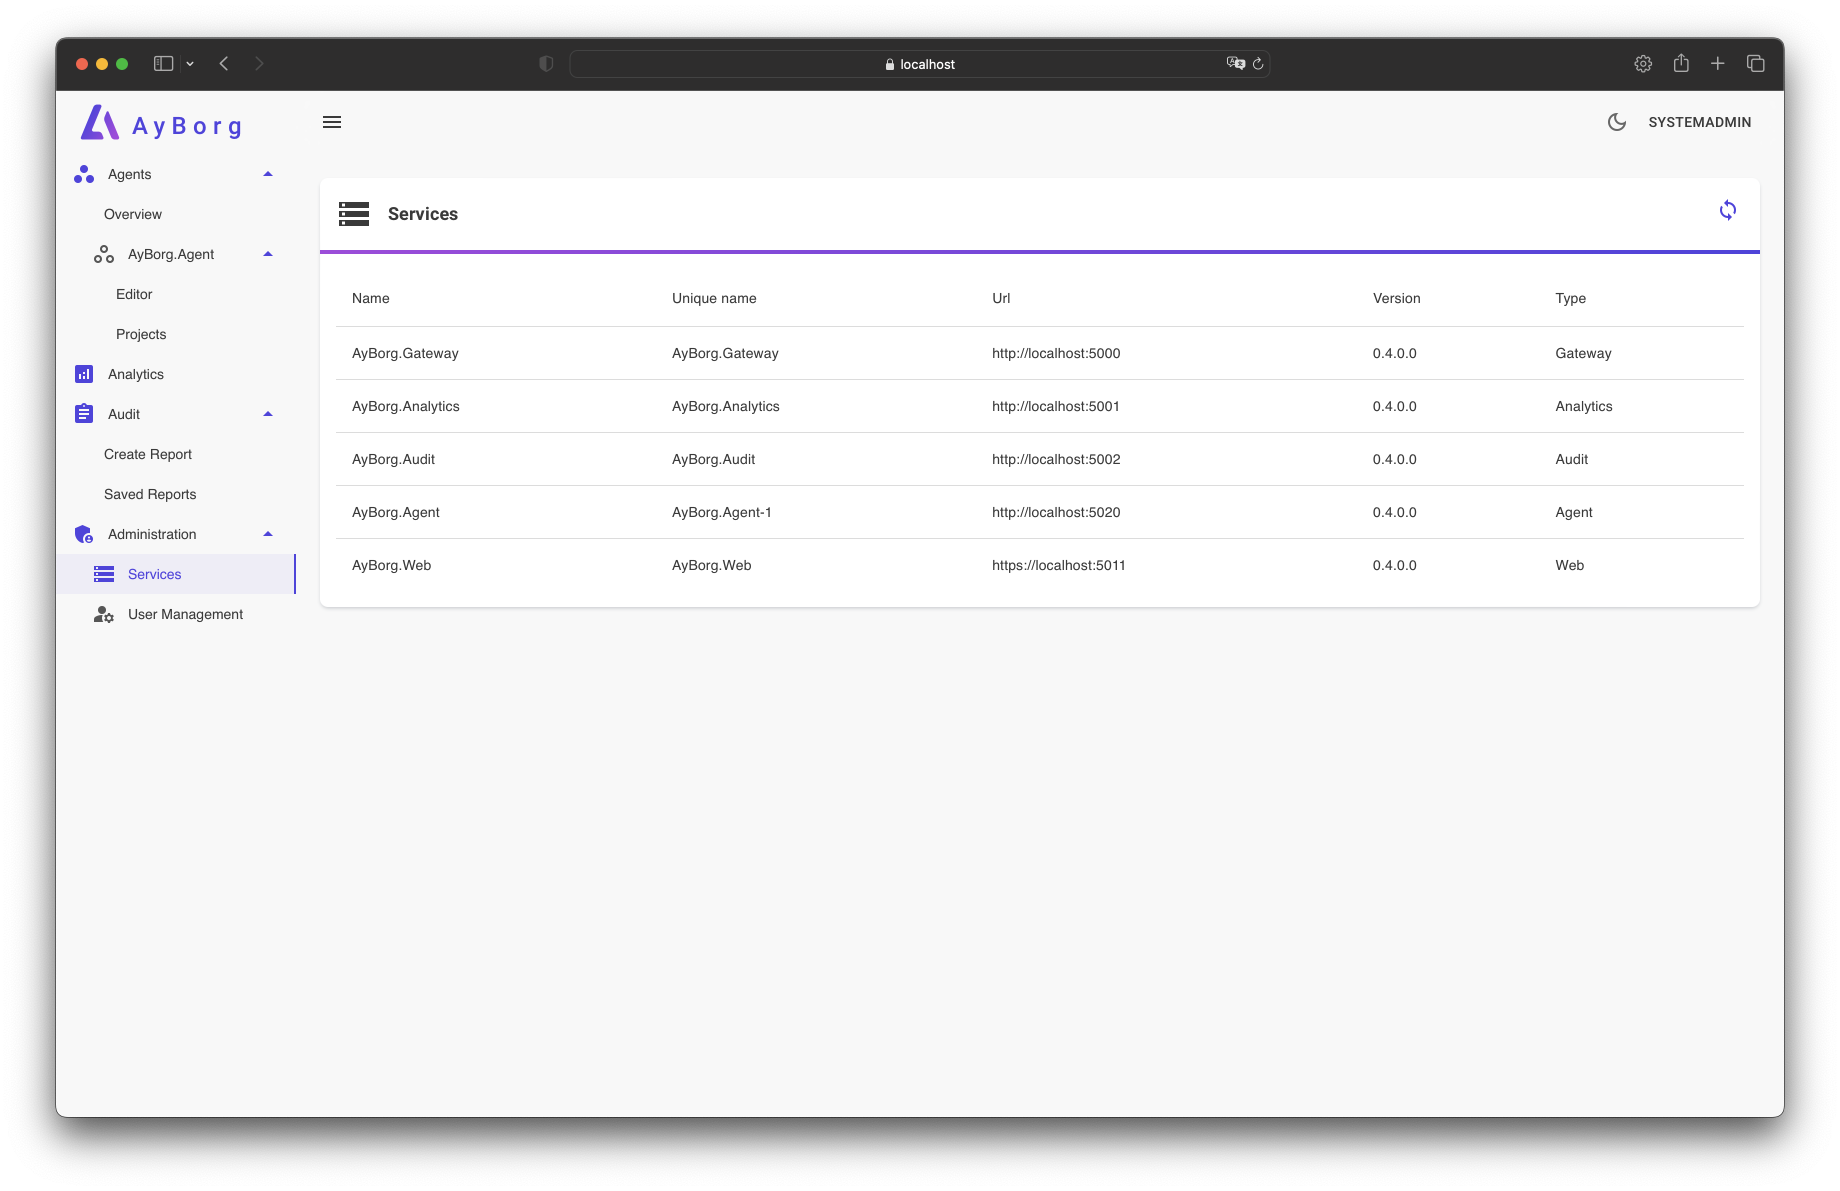 localhost
AyBorg
SYSTEMADMIN
Agents
Overview
AyBorg.Agent
Editor
Projects
Analytics
Audit
Create Report
Saved Reports
Administration
Services
User Management
Services
Name Unique name Url Version Type
AyBorg.Gateway AyBorg.Gateway http://localhost:5000 0.4.0.0 Gateway
AyBorg.Analytics AyBorg.Analytics http://localhost:5001 0.4.0.0 Analytics
AyBorg.Audit AyBorg.Audit http://localhost:5002 0.4.0.0 Audit
AyBorg.Agent AyBorg.Agent-1 http://localhost:5020 0.4.0.0 Agent
AyBorg.Web AyBorg.Web https://localhost:5011 0.4.0.0 Web